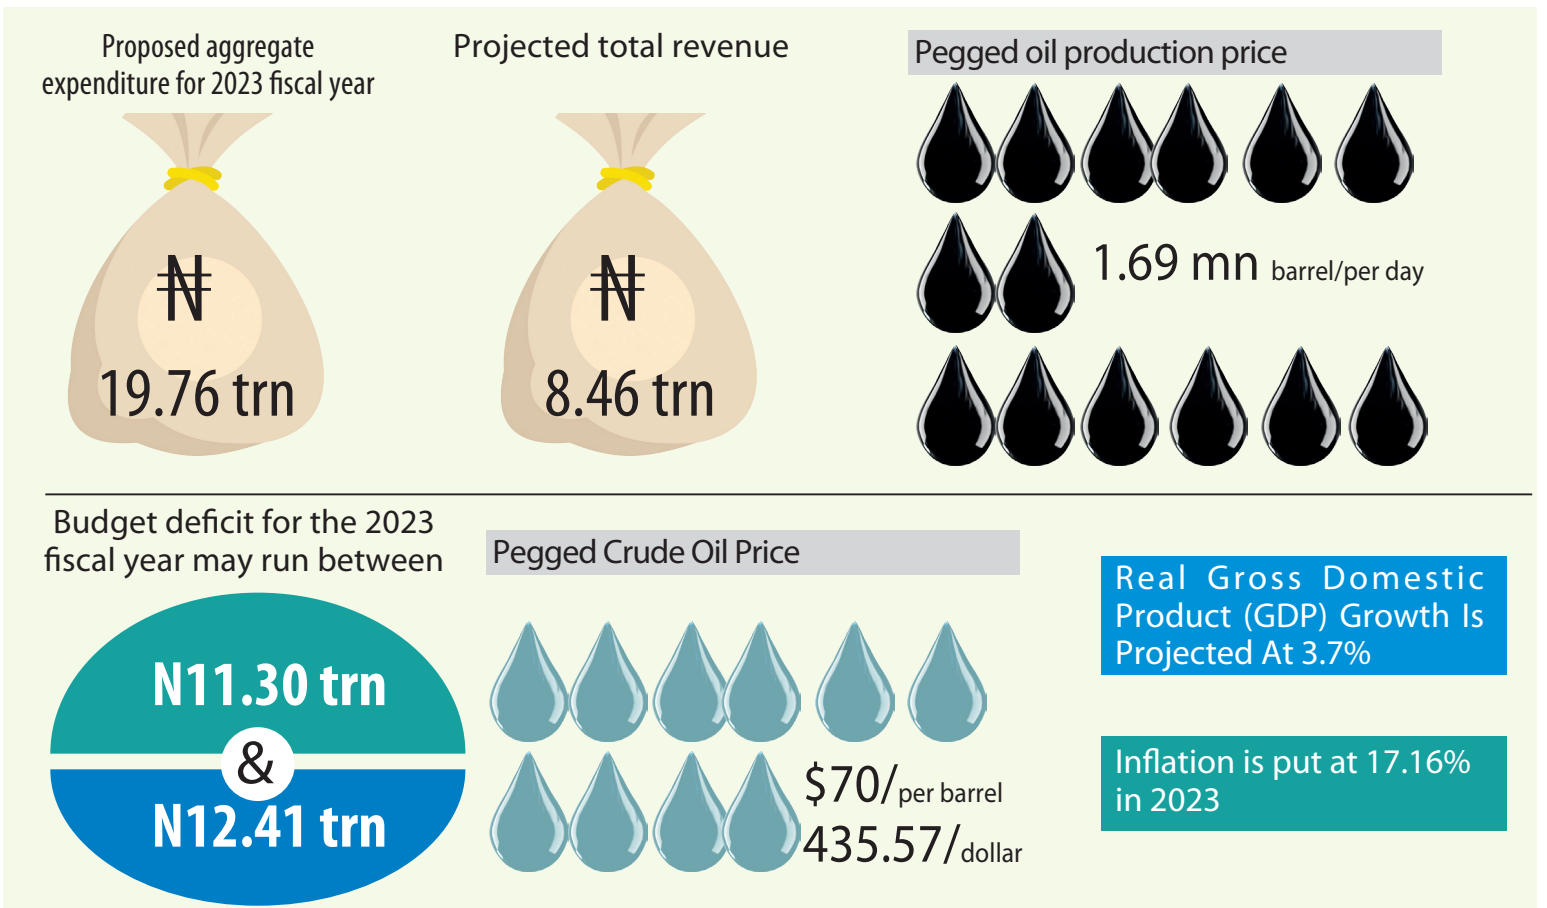 Proposed aggregate
expenditure for 2023 fiscal year
₦
19.76 trn
Projected total revenue
₦
8.46 trn
Pegged oil production price
1.69 mn barrel/per day
Budget deficit for the 2023
fiscal year may run between
N11.30 trn
&
N12.41 trn
Pegged Crude Oil Price
$70/per barrel
435.57/dollar
Real Gross Domestic
Product (GDP) Growth Is
Projected At 3.7%
Inflation is put at 17.16%
in 2023